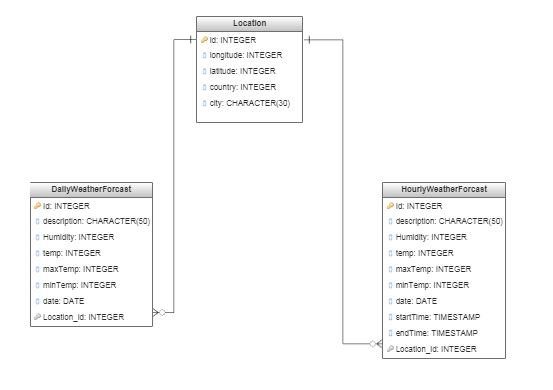 Location
Id: INTEGER
longitude: INTEGER
latitude: INTEGER
country: INTEGER
city: CHARACTER(30)
DailyWeatherForcast
Id: INTEGER
description: CHARACTER(50)
Humidity: INTEGER
temp: INTEGER
maxTemp: INTEGER
minTemp: INTEGER
date: DATE
Location_Id: INTEGER
HourlyWeatherForcast
Id: INTEGER
description: CHARACTER(50)
Humidity: INTEGER
temp: INTEGER
maxTemp: INTEGER
minTemp: INTEGER
date: DATE
startTime: TIMESTAMP
endTime: TIMESTAMP
Location_Id: INTEGER